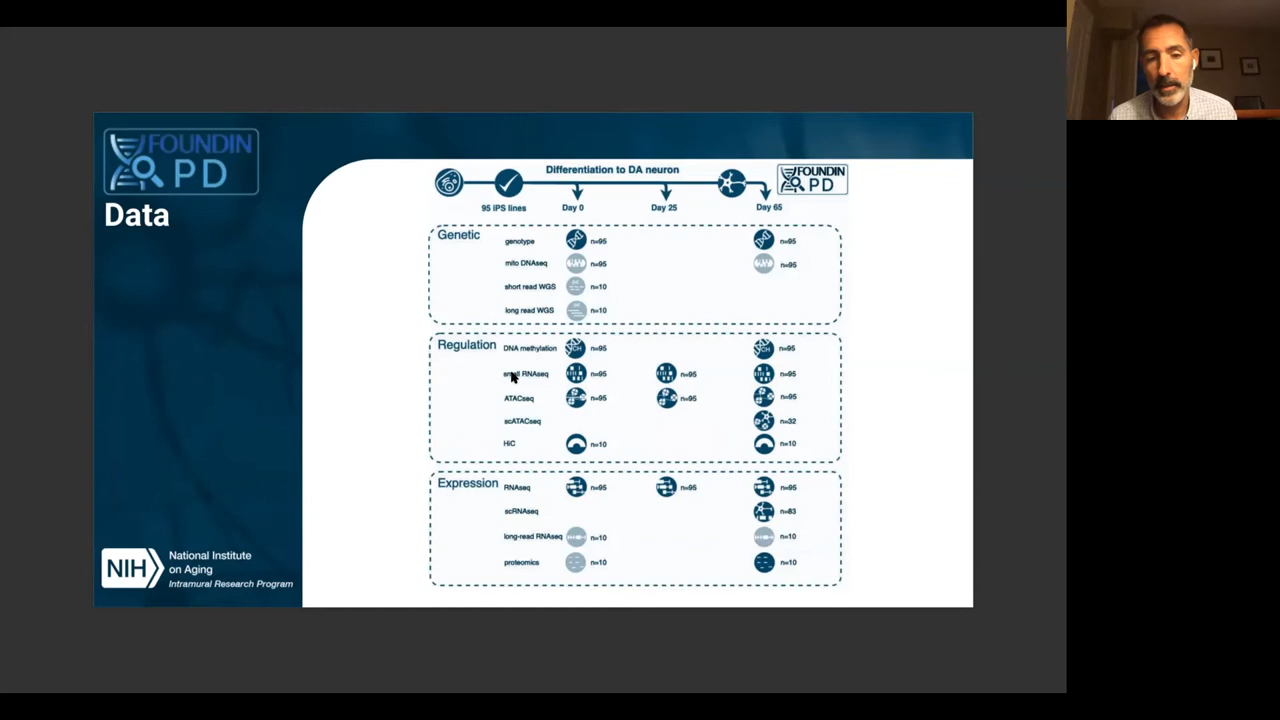 FOUNDIN
PD
Data
Differentiation to DA neuron
FOUNDIN
PD
95 iPS lines Day 0 Day 25 Day 65
Genetic
genotype n=95 n=95
mito DNAseq n=95 n=95
short read WGS n=10
long read WGS n=10
Regulation
DNA methylation CH n=95 CH n=95
small RNAseq n=95 n=95 n=95
ATACseq n=95 n=95 n=95
scATACseq n=32
HiC n=10 n=10
Expression
RNAseq n=95 n=95 n=95
scRNAseq n=83
long-read RNAseq n=10 n=10
proteomics n=10 n=10
NIH
National Institute
on Aging
Intramural Research Program